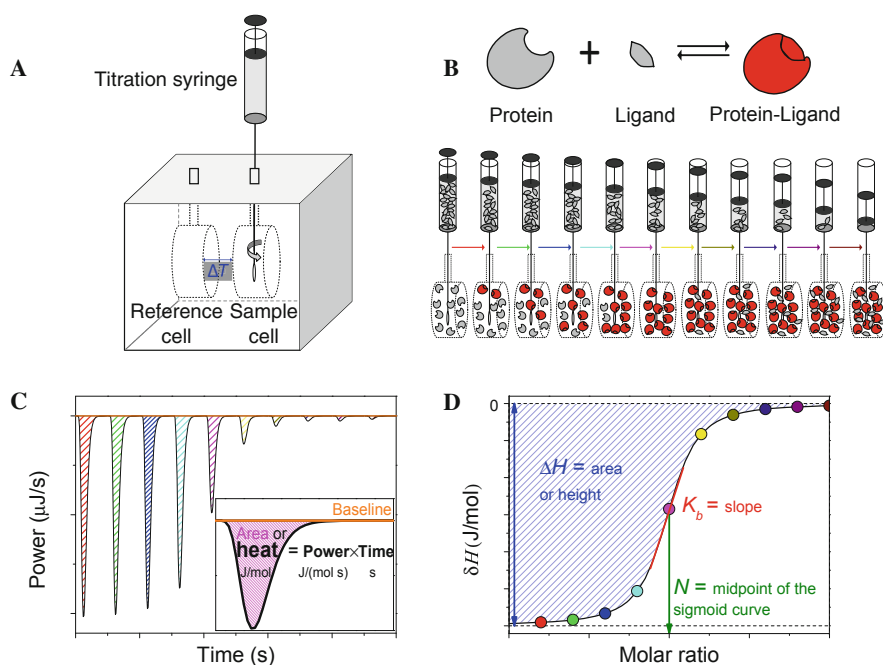 A
Titration syringe
ΔT
Reference cell
Sample cell
B
Protein
+
Ligand
Protein-Ligand
C
Power (μJ/s)
Time (s)
Baseline
Area or
heat = Power×Time
J/mol J/(mol s) s
D
0
δH (J/mol)
ΔH = area
or height
K_b = slope
N = midpoint of the
sigmoid curve
Molar ratio